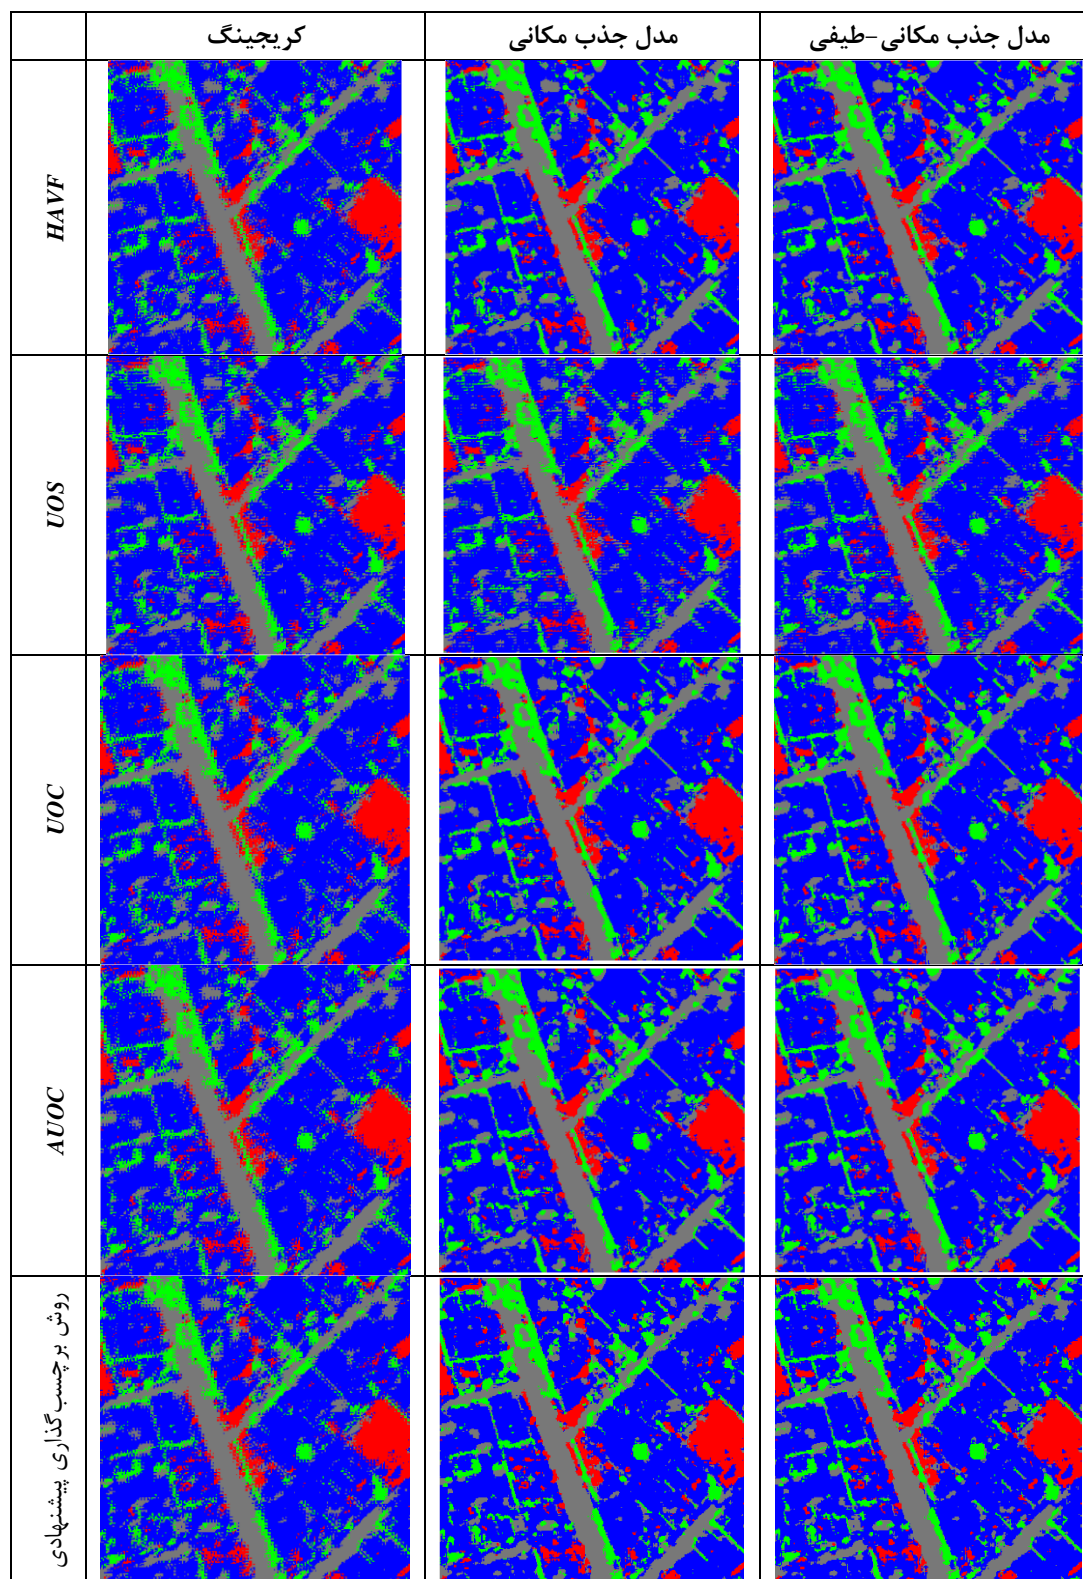 مدل جذب مکانی-طیفی
مدل جذب مکانی
کریجینگ
HAVF
UOS
UOC
AUOC
روش برچسب‌گذاری پیشنهادی